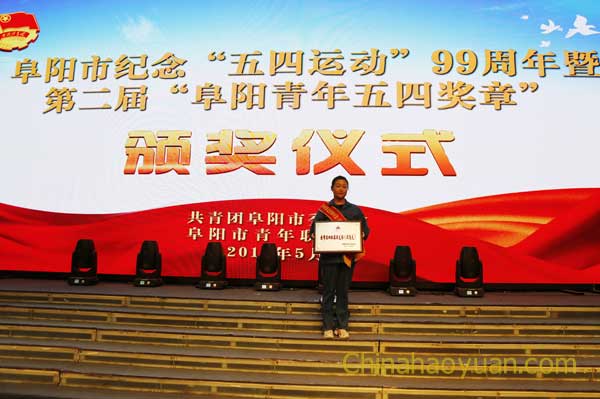 阜阳市纪念“五四运动”99周年暨
第二届“阜阳青年五四奖章”
颁奖仪式
共青团阜阳市
阜阳市青年联
201 年5月
Chinahaoyuan.com